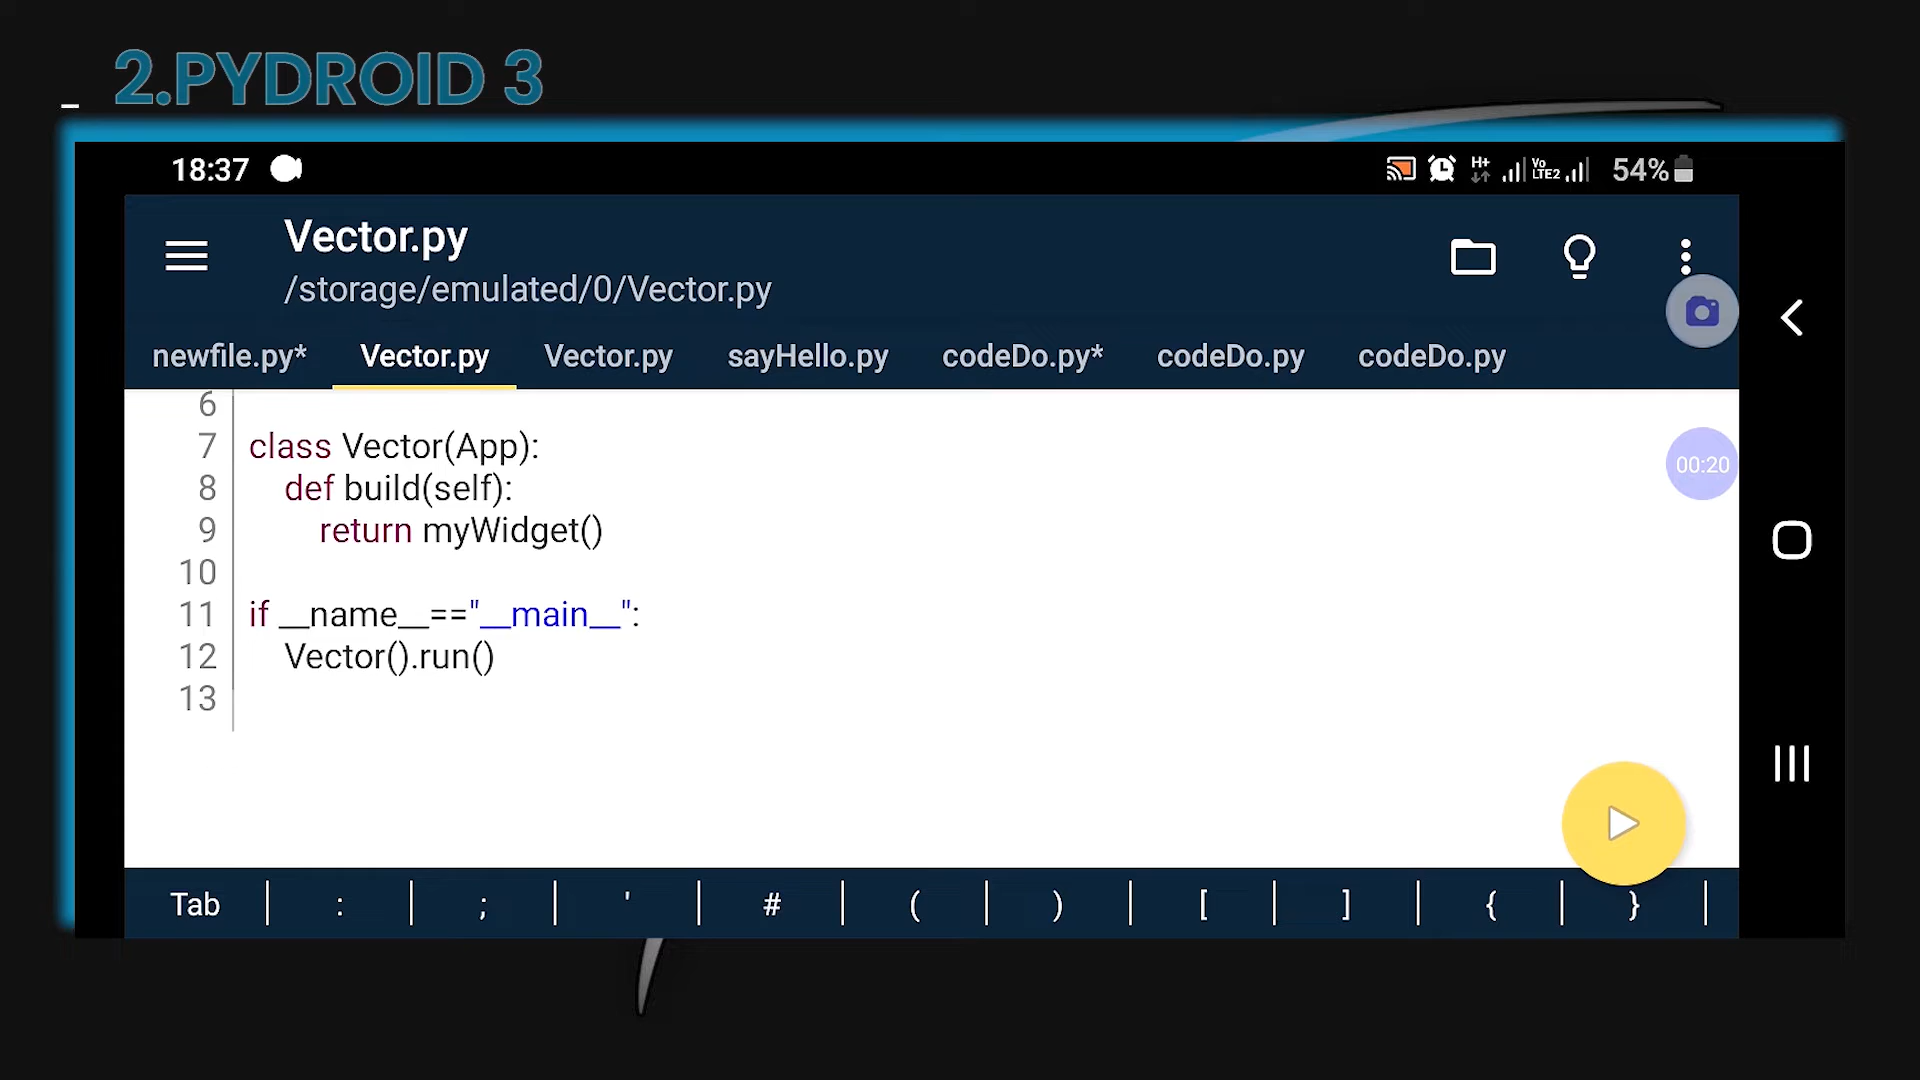 2.PYDROID 3
18:37
H+ Vo LTE2 54%
Vector.py
/storage/emulated/0/Vector.py
newfile.py* Vector.py Vector.py sayHello.py codeDo.py* codeDo.py codeDo.py
6
7 class Vector(App):
00:20
8 def build(self):
9 return myWidget()
10
11 if __name__=="__main__":
12 Vector().run()
13
Tab : ; ' # ( ) [ ] { }